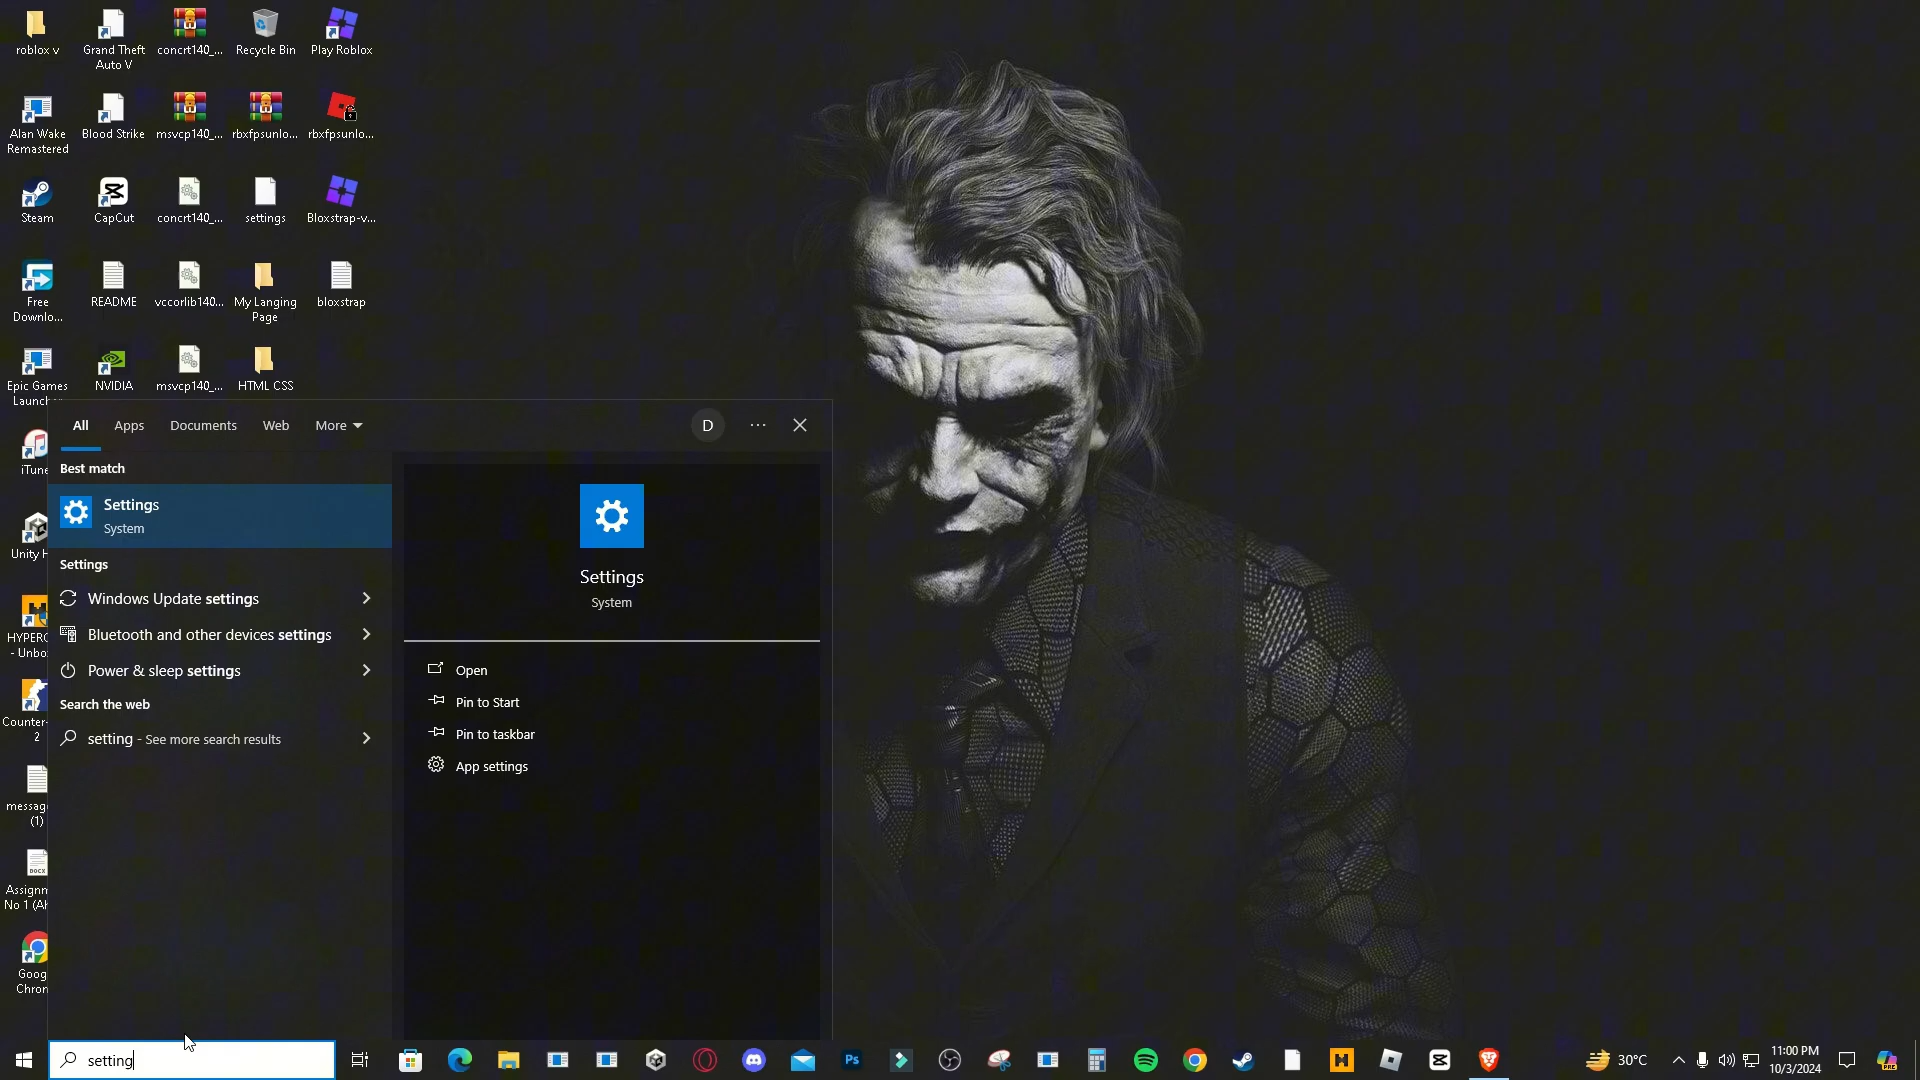 roblox v
Grand Theft
Auto V
concrt140_...
Recycle Bin
Play Roblox
Alan Wake
Remastered
Blood Strike
msvcp140_...
rbxfpsunlo...
rbxfpsunlo...
Steam
CapCut
concrt140_...
settings
Bloxstrap-v...
Free
Downlo...
README
vccorlib140...
My Langing
Page
bloxstrap
Epic Games
Launch
NVIDIA
msvcp140_...
HTML CSS
iTune
Unity H
HYPERC
- Unbo
Counter-
2
messag
(1)
DOCX
Assignm
No 1 (Al
Goog
Chron
All
Apps
Documents
Web
More
D
Best match
Settings
System
Settings
Windows Update settings
Bluetooth and other devices settings
Power & sleep settings
Search the web
setting - See more search results
Settings
System
Open
Pin to Start
Pin to taskbar
App settings
setting
Ps
30°C
11:00 PM
10/3/2024
PRE